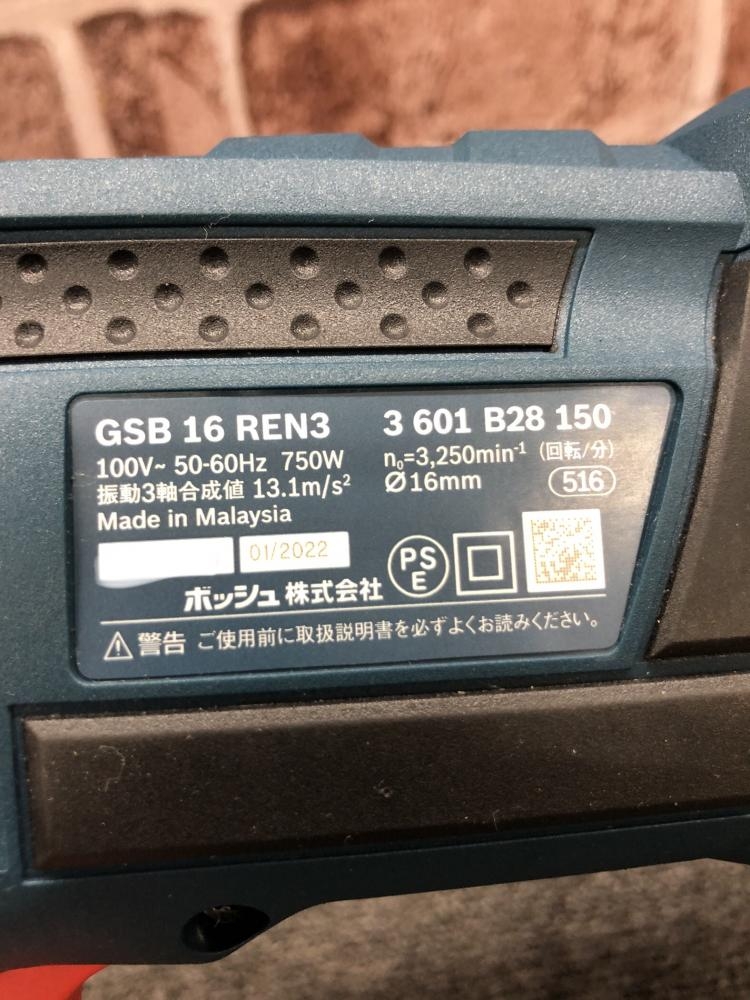 GSB 16 REN3 3 601 B28 150
100V~ 50-60Hz 750W n₀=3,250min⁻¹ (回転/分)
振動3軸合成値 13.1m/s² Ø16mm 516
Made in Malaysia
01/2022
PS
E
ボッシュ株式会社
警告 ご使用前に取扱説明書を必ずよくお読みください。